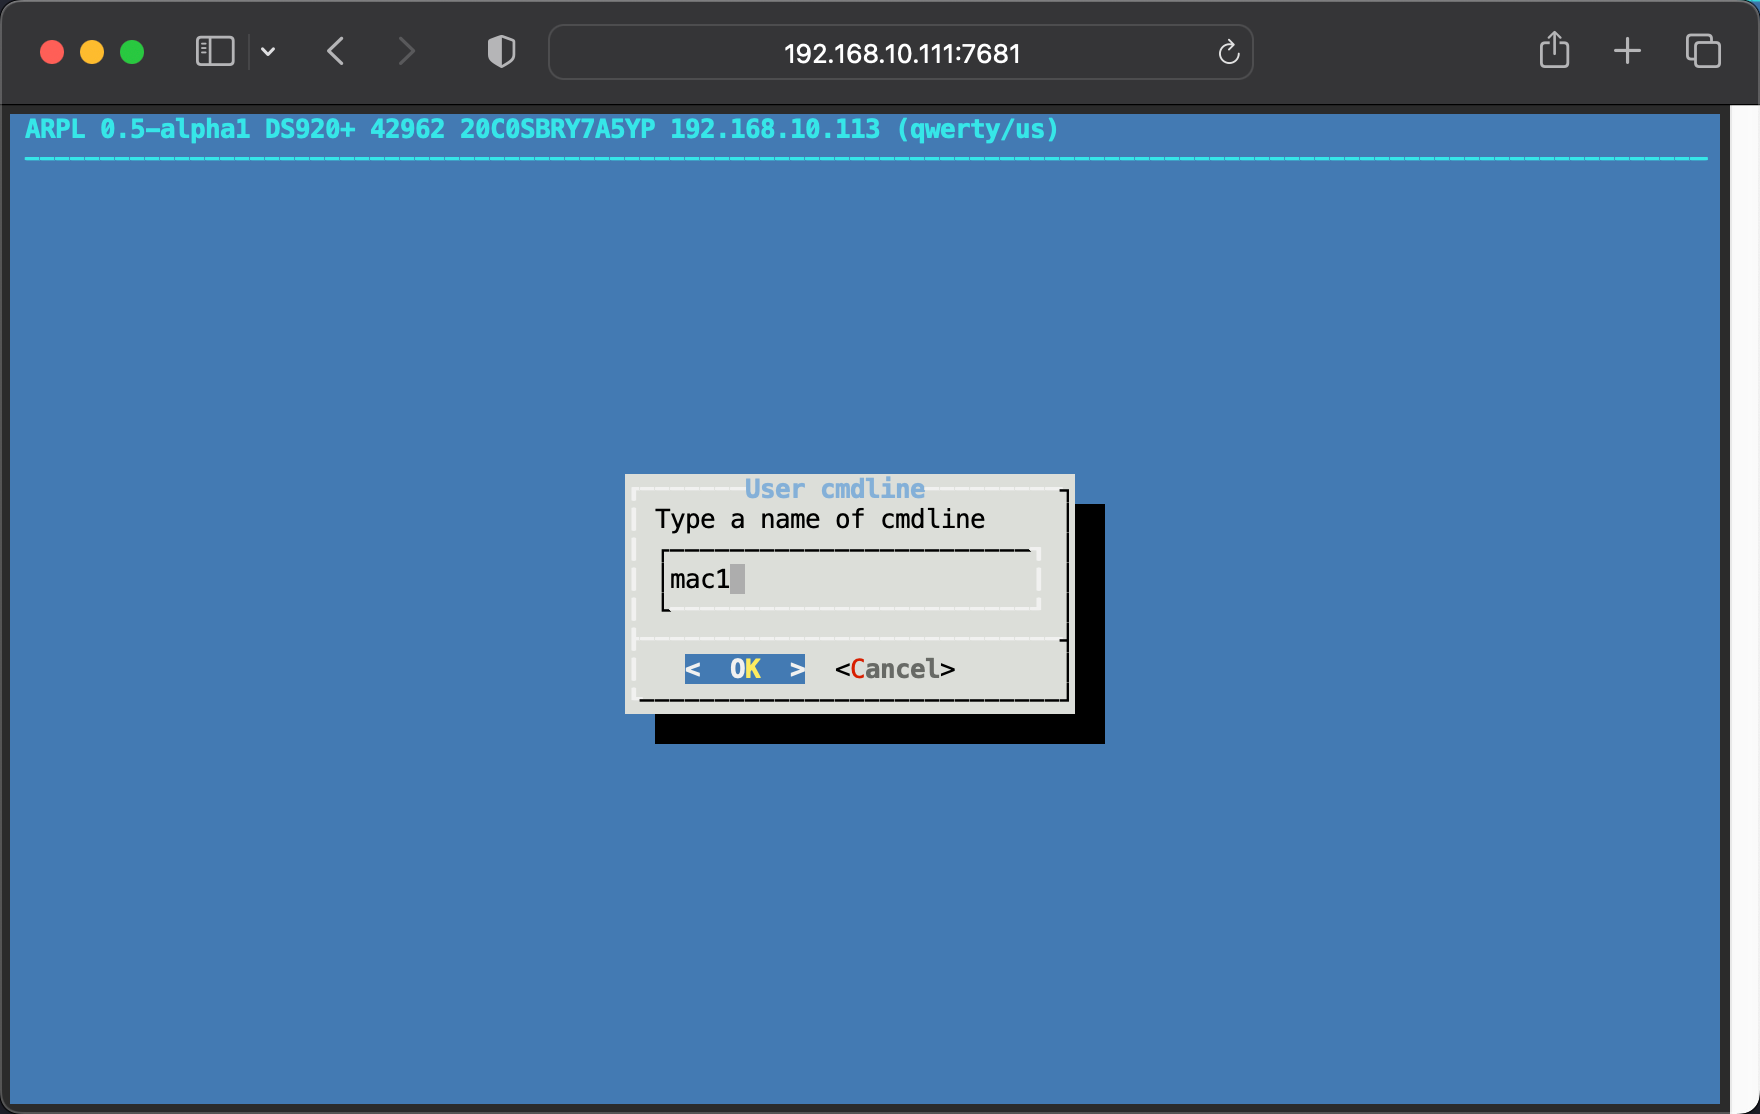 192.168.10.111:7681
ARPL 0.5-alpha1 DS920+ 42962 20C0SBRY7A5YP 192.168.10.113 (qwerty/us)
User cmdline
Type a name of cmdline
mac1
<  OK  > <Cancel>